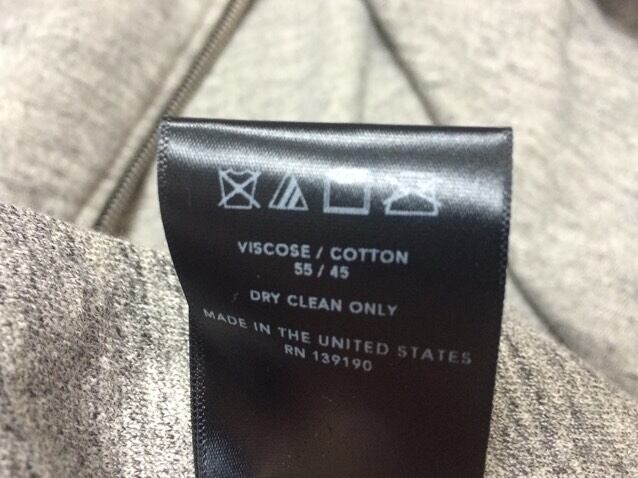 VISCOSE / COTTON
55 / 45
DRY CLEAN ONLY
MADE IN THE UNITED STATES
RN 139190